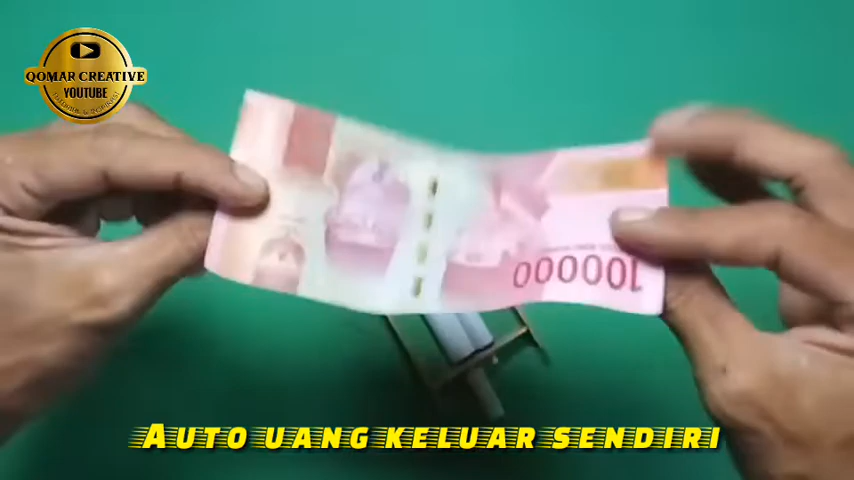 QOMAR CREATIVE
YOUTUBE
100000
AUTO UANG KELUAR SENDIRI